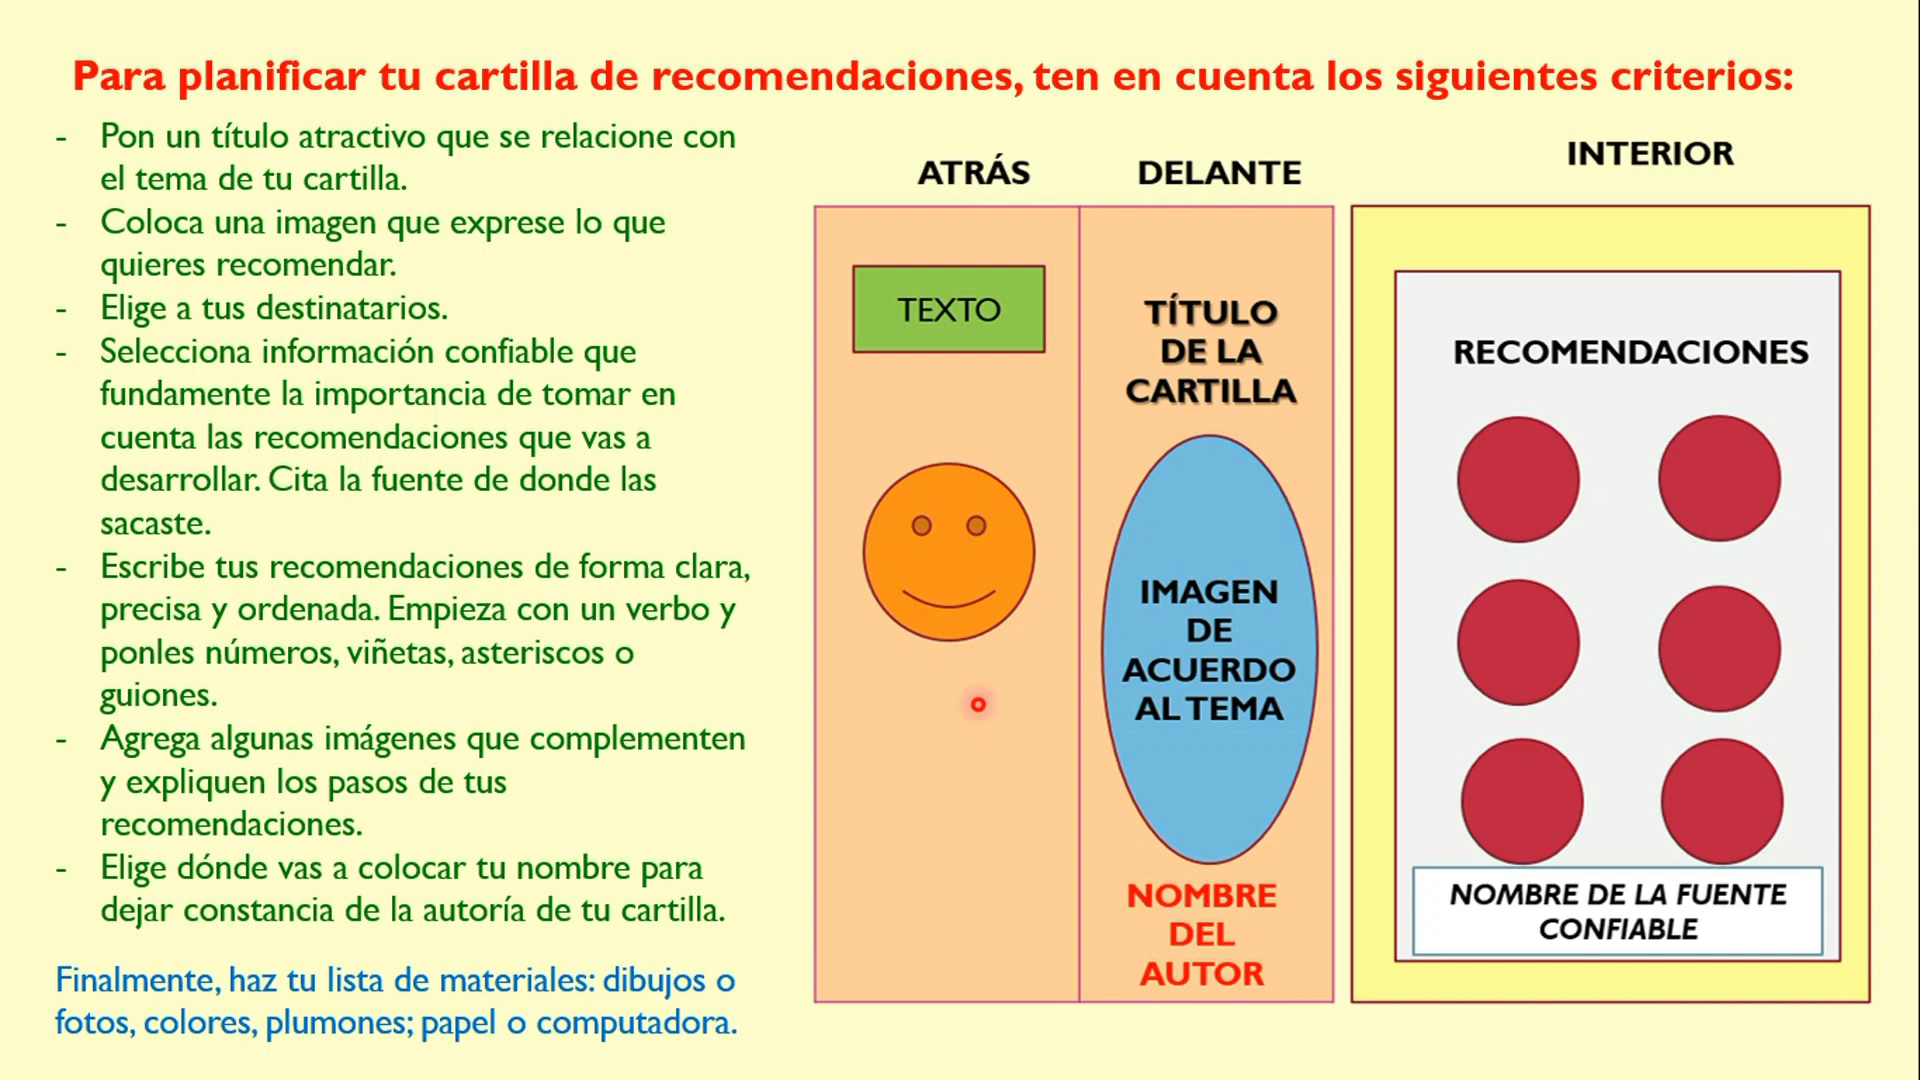 Para planificar tu cartilla de recomendaciones, ten en cuenta los siguientes criterios:
- Pon un título atractivo que se relacione con
el tema de tu cartilla.
- Coloca una imagen que exprese lo que
quieres recomendar.
- Elige a tus destinatarios.
- Selecciona información confiable que
fundamente la importancia de tomar en
cuenta las recomendaciones que vas a
desarrollar. Cita la fuente de donde las
sacaste.
- Escribe tus recomendaciones de forma clara,
precisa y ordenada. Empieza con un verbo y
ponles números, viñetas, asteriscos o
guiones.
- Agrega algunas imágenes que complementen
y expliquen los pasos de tus
recomendaciones.
- Elige dónde vas a colocar tu nombre para
dejar constancia de la autoría de tu cartilla.
Finalmente, haz tu lista de materiales: dibujos o
fotos, colores, plumones; papel o computadora.
ATRÁS
TEXTO
DELANTE
TÍTULO
DE LA
CARTILLA
IMAGEN
DE
ACUERDO
AL TEMA
NOMBRE
DEL
AUTOR
INTERIOR
RECOMENDACIONES
NOMBRE DE LA FUENTE
CONFIABLE